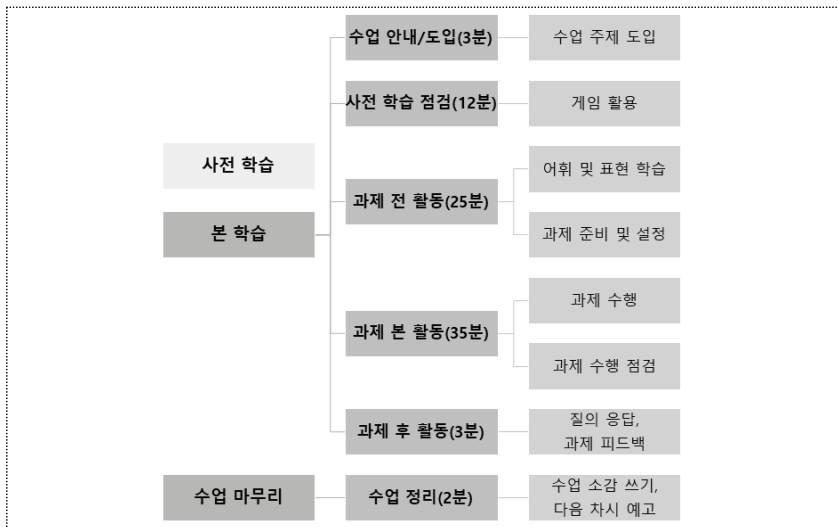 사전 학습
본 학습
수업 안내/도입(3분)
수업 주제 도입
사전 학습 점검(12분)
게임 활용
과제 전 활동(25분)
어휘 및 표현 학습
과제 준비 및 설정
과제 본 활동(35분)
과제 수행
과제 수행 점검
과제 후 활동(3분)
질의 응답,
과제 피드백
수업 마무리
수업 정리(2분)
수업 소감 쓰기,
다음 차시 예고